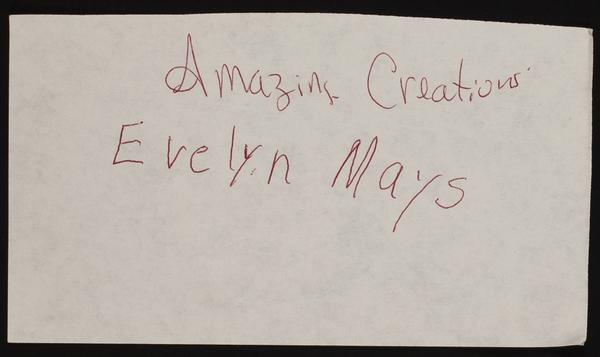 Amazing Creations
Evelyn Mays